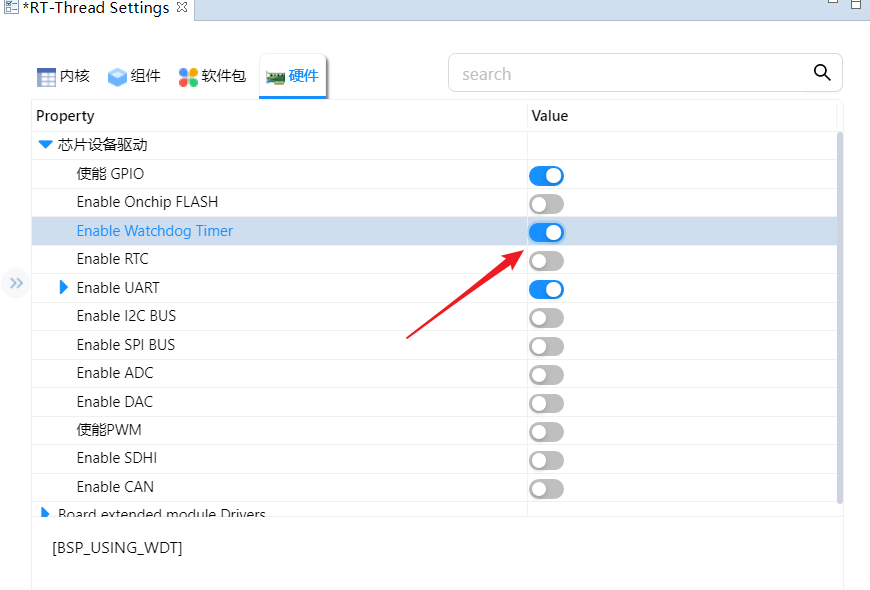 *RT-Thread Settings
内核 组件 软件包 硬件 search
Property Value
芯片设备驱动
使能 GPIO
Enable Onchip FLASH
Enable Watchdog Timer
Enable RTC
Enable UART
Enable I2C BUS
Enable SPI BUS
Enable ADC
Enable DAC
使能PWM
Enable SDHI
Enable CAN
Board extended module Drivers
[BSP_USING_WDT]